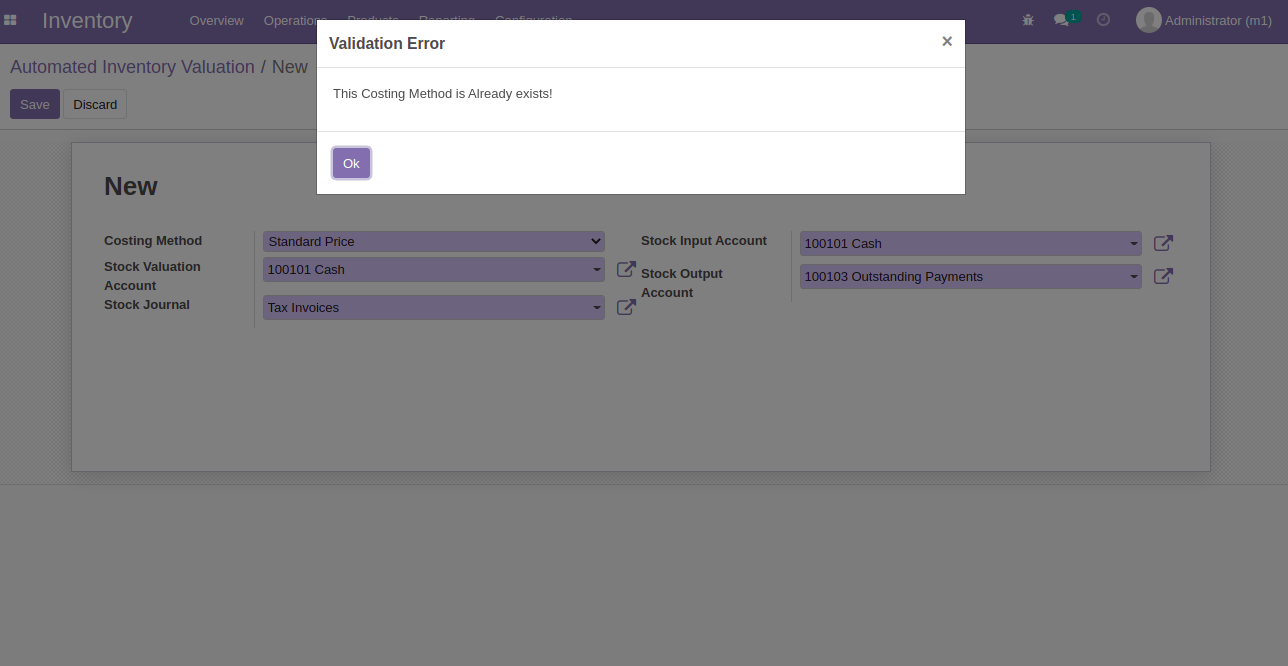 Inventory
Overview Operations Products Reporting Configuration
1
Administrator (m1)
Automated Inventory Valuation / New
Save Discard
Validation Error
×
This Costing Method is Already exists!
Ok
New
Costing Method Standard Price
Stock Valuation Account 100101 Cash
Stock Journal Tax Invoices
Stock Input Account 100101 Cash
Stock Output Account 100103 Outstanding Payments